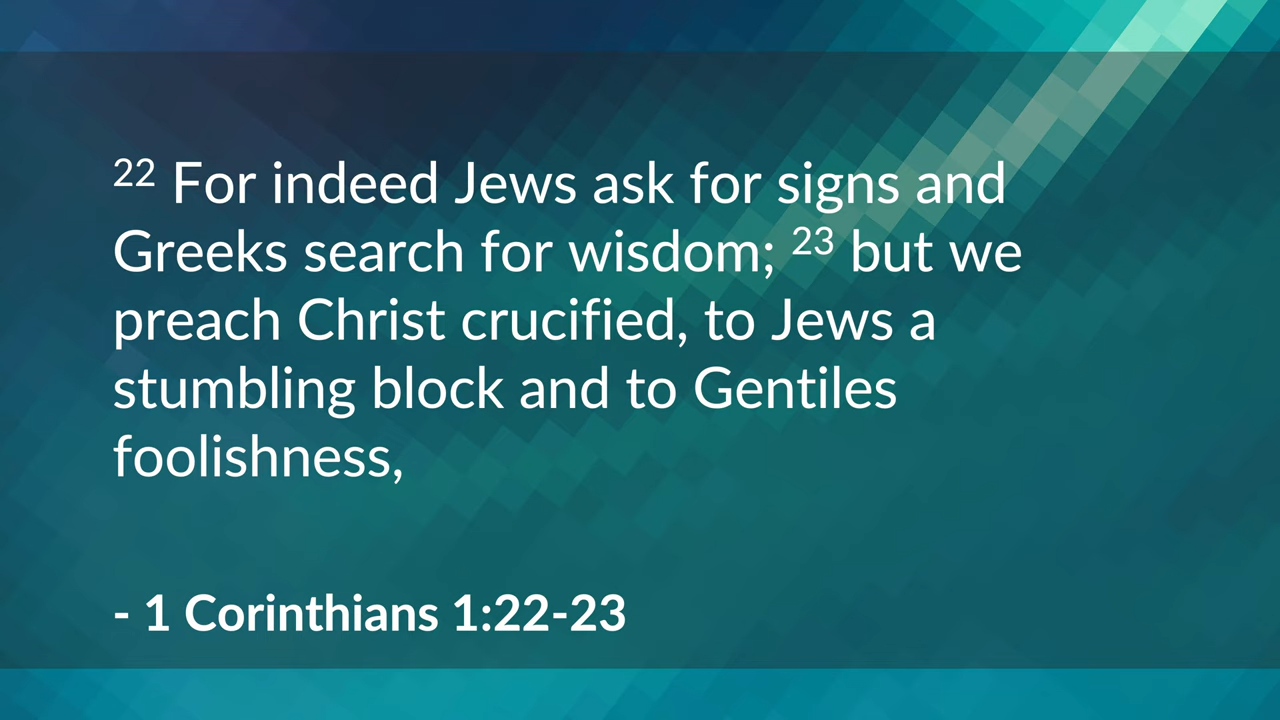 22 For indeed Jews ask for signs and
Greeks search for wisdom; 23 but we
preach Christ crucified, to Jews a
stumbling block and to Gentiles
foolishness,
- 1 Corinthians 1:22-23